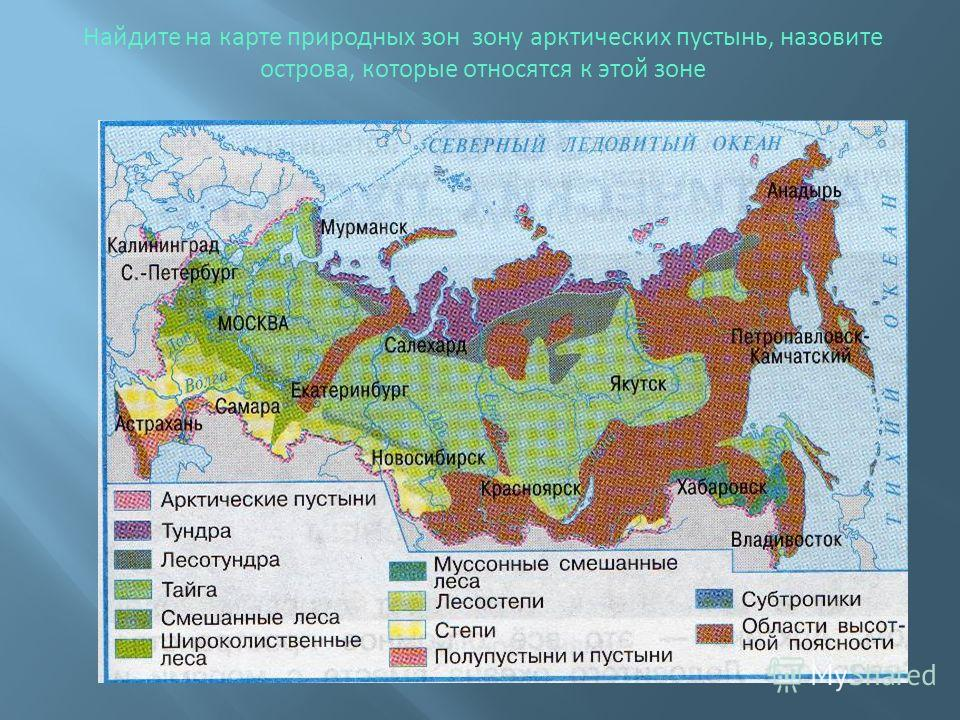 Найдите на карте природных зон зону арктических пустынь, назовите
острова, которые относятся к этой зоне
СЕВЕРНЫЙ ЛЕДОВИТЫЙ ОКЕАН
Анадырь
Мурманск
Калининград
С.-Петербург
МОСКВА
Дон
Волга
Салехард
Петропавловск-
Камчатский
ТИХИЙ ОКЕАН
Екатеринбург
Якутск
Самара
Астрахань
Новосибирск
Красноярск
Хабаровск
Владивосток
Арктические пустыни
Тундра
Лесотундра
Тайга
Смешанные леса
Широколиственные
леса
Муссонные смешанные
леса
Лесостепи
Степи
Полупустыни и пустыни
Субтропики
Области высот-
ной поясности
MyShared